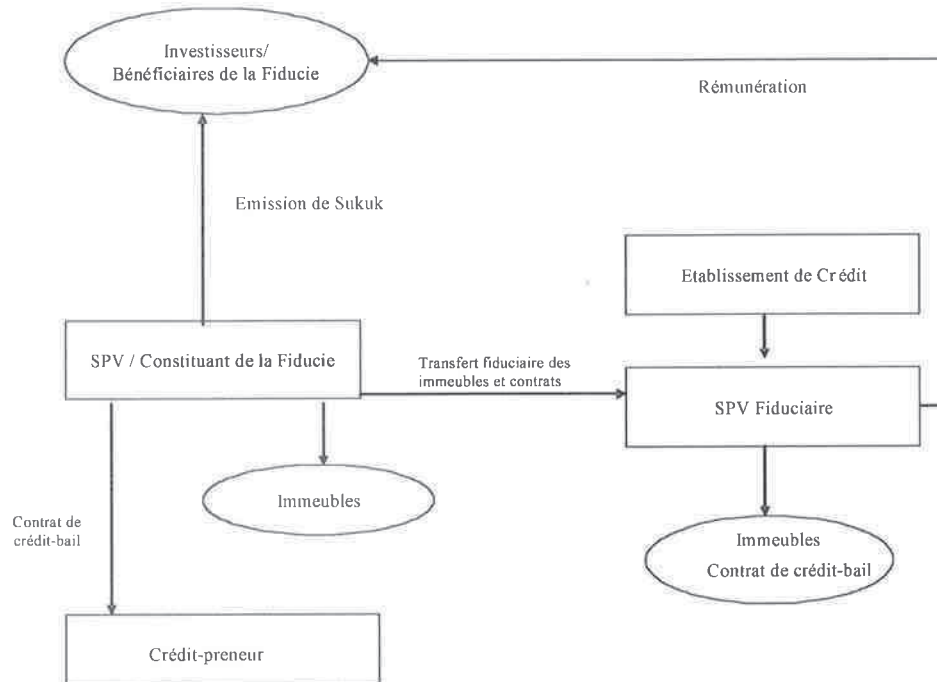 Investisseurs/
Bénéficiaires de la Fiducie
Rémunération
Emission de Sukuk
Etablissement de Crédit
SPV / Constituant de la Fiducie
Transfert fiduciaire des
immeubles et contrats
SPV Fiduciaire
Immeubles
Contrat de
crédit-bail
Immeubles
Contrat de crédit-bail
Crédit-preneur